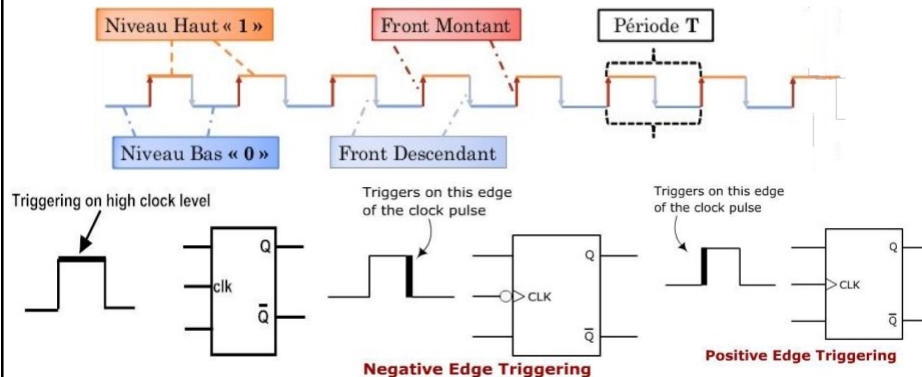 Niveau Haut « 1 »
Front Montant
Période T
Niveau Bas « 0 »
Front Descendant
Triggering on high clock level
Q
clk
Q̅
Triggers on this edge
of the clock pulse
Q
CLK
Q̅
Negative Edge Triggering
Triggers on this edge
of the clock pulse
Q
CLK
Q̅
Positive Edge Triggering